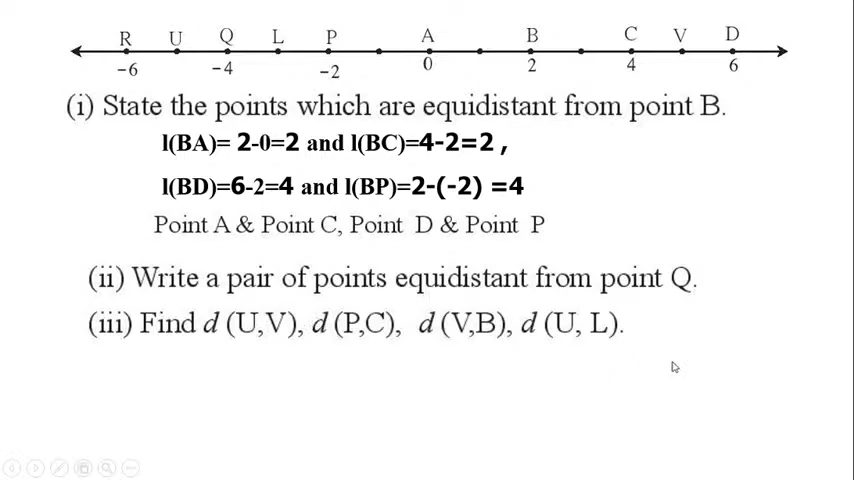 R U Q L P A B C V D
−6 −4 −2 0 2 4 6
(i) State the points which are equidistant from point B.
l(BA)= 2-0=2 and l(BC)=4-2=2 ,
l(BD)=6-2=4 and l(BP)=2-(-2) =4
Point A & Point C, Point D & Point P
(ii) Write a pair of points equidistant from point Q.
(iii) Find d (U,V), d (P,C), d (V,B), d (U, L).